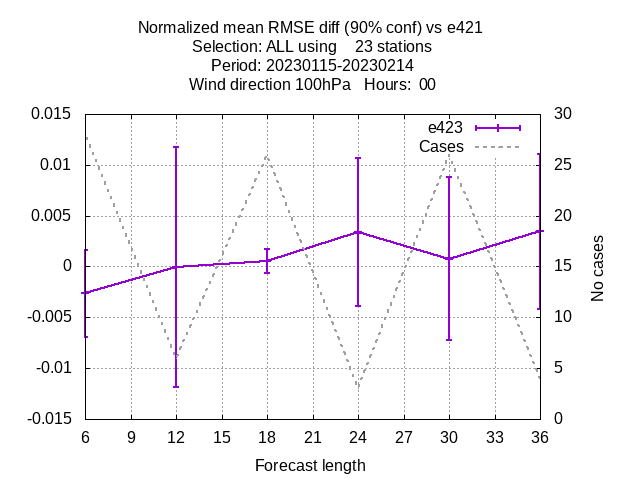 Normalized mean RMSE diff (90% conf) vs e421
Selection: ALL using    23 stations
Period: 20230115-20230214
Wind direction 100hPa   Hours:  00
0.015
0.01
0.005
0
-0.005
-0.01
-0.015
30
25
20
15
10
5
0
e423
Cases
No cases
6 9 12 15 18 21 24 27 30 33 36
Forecast length